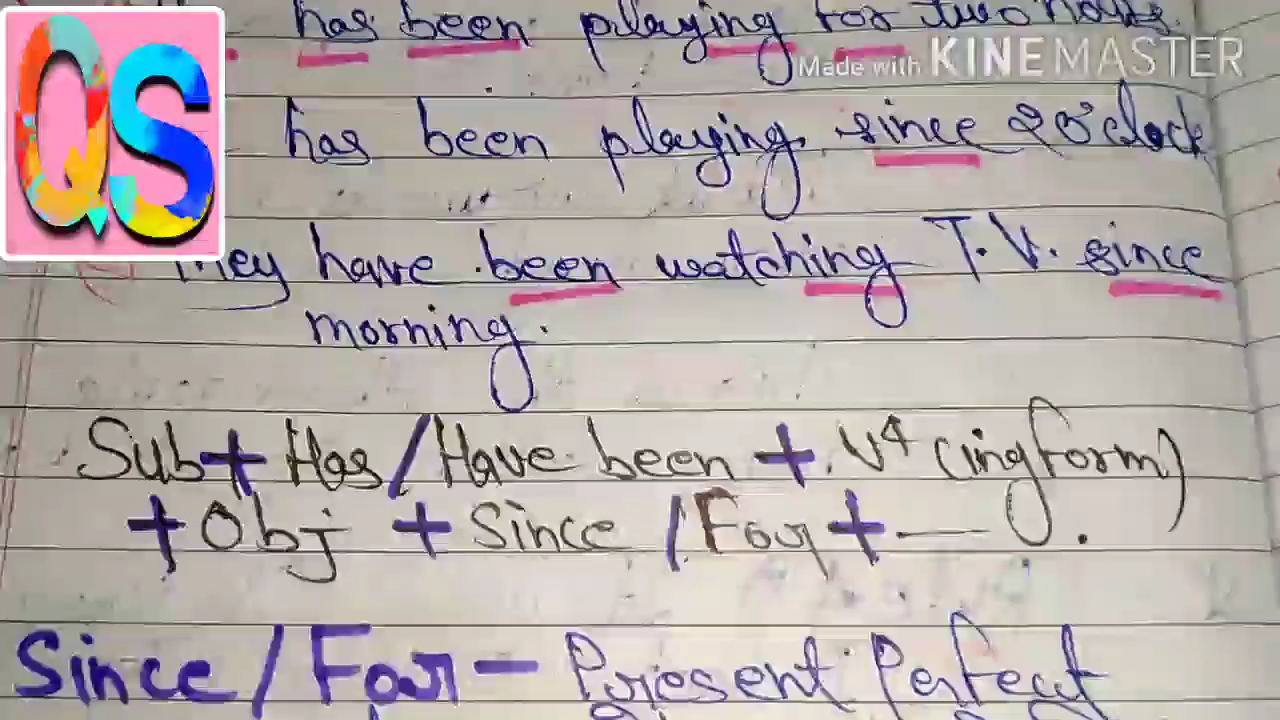 has been playing for two hours.
Made with KINEMASTER
QS
has been playing since 2 O'clock
They have been watching T.V. since
morning.
Sub + Has / Have been + V4 (ing form)
+ Obj + Since / For + — .
Since / For - Present Perfect